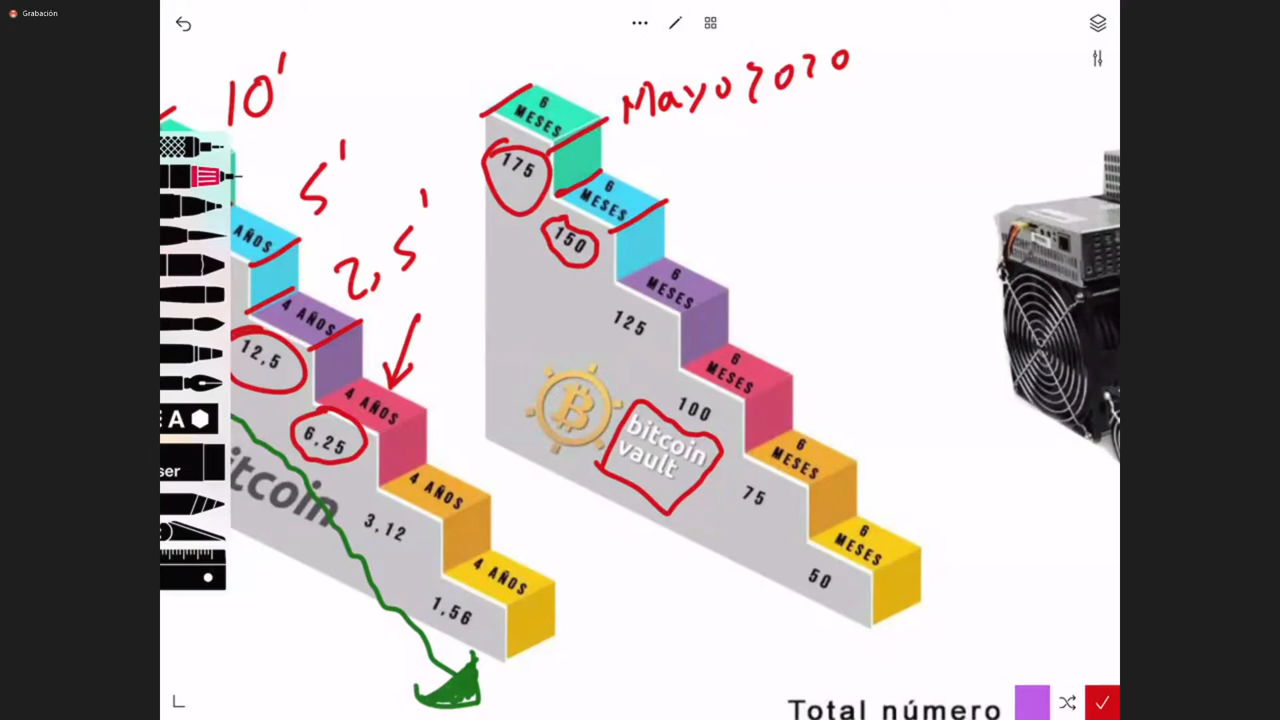 Grabación
10'
5'
2,5'
Mayo 2020
AÑOS
4 AÑOS
12,5
4 AÑOS
6,25
4 AÑOS
3,12
4 AÑOS
1,56
itcoin
6
MESES
175
6
MESES
150
6
MESES
125
6
MESES
100
6
MESES
75
6
MESES
50
bitcoin
vault
A
ser
Total número